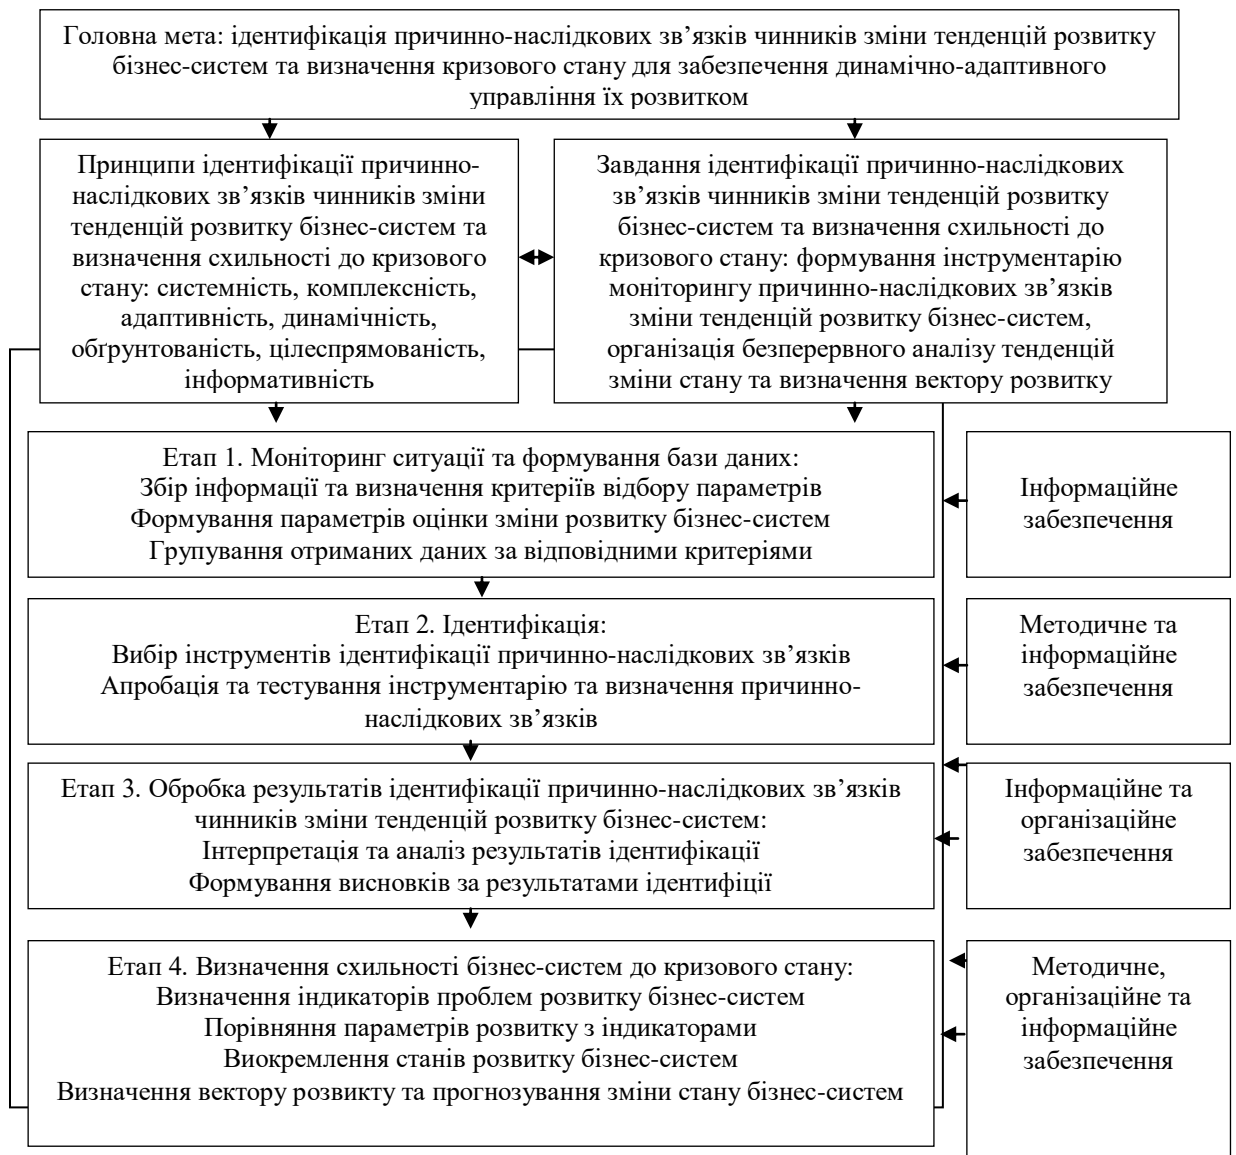 Головна мета: ідентифікація причинно-наслідкових зв’язків чинників зміни тенденцій розвитку
бізнес-систем та визначення кризового стану для забезпечення динамічно-адаптивного
управління їх розвитком
Принципи ідентифікації причинно-
наслідкових зв’язків чинників зміни
тенденцій розвитку бізнес-систем та
визначення схильності до кризового
стану: системність, комплексність,
адаптивність, динамічність,
обґрунтованість, цілеспрямованість,
інформативність
Завдання ідентифікації причинно-наслідкових
зв’язків чинників зміни тенденцій розвитку
бізнес-систем та визначення схильності до
кризового стану: формування інструментарію
моніторингу причинно-наслідкових зв’язків
зміни тенденцій розвитку бізнес-систем,
організація безперервного аналізу тенденцій
зміни стану та визначення вектору розвитку
Етап 1. Моніторинг ситуації та формування бази даних:
Збір інформації та визначення критеріїв відбору параметрів
Формування параметрів оцінки зміни розвитку бізнес-систем
Групування отриманих даних за відповідними критеріями
Інформаційне
забезпечення
Етап 2. Ідентифікація:
Вибір інструментів ідентифікації причинно-наслідкових зв’язків
Апробація та тестування інструментарію та визначення причинно-
наслідкових зв’язків
Методичне та
інформаційне
забезпечення
Етап 3. Обробка результатів ідентифікації причинно-наслідкових зв’язків
чинників зміни тенденцій розвитку бізнес-систем:
Інтерпретація та аналіз результатів ідентифікації
Формування висновків за результатами ідентифіції
Інформаційне та
організаційне
забезпечення
Етап 4. Визначення схильності бізнес-систем до кризового стану:
Визначення індикаторів проблем розвитку бізнес-систем
Порівняння параметрів розвитку з індикаторами
Виокремлення станів розвитку бізнес-систем
Визначення вектору розвикту та прогнозування зміни стану бізнес-систем
Методичне,
організаційне та
інформаційне
забезпечення